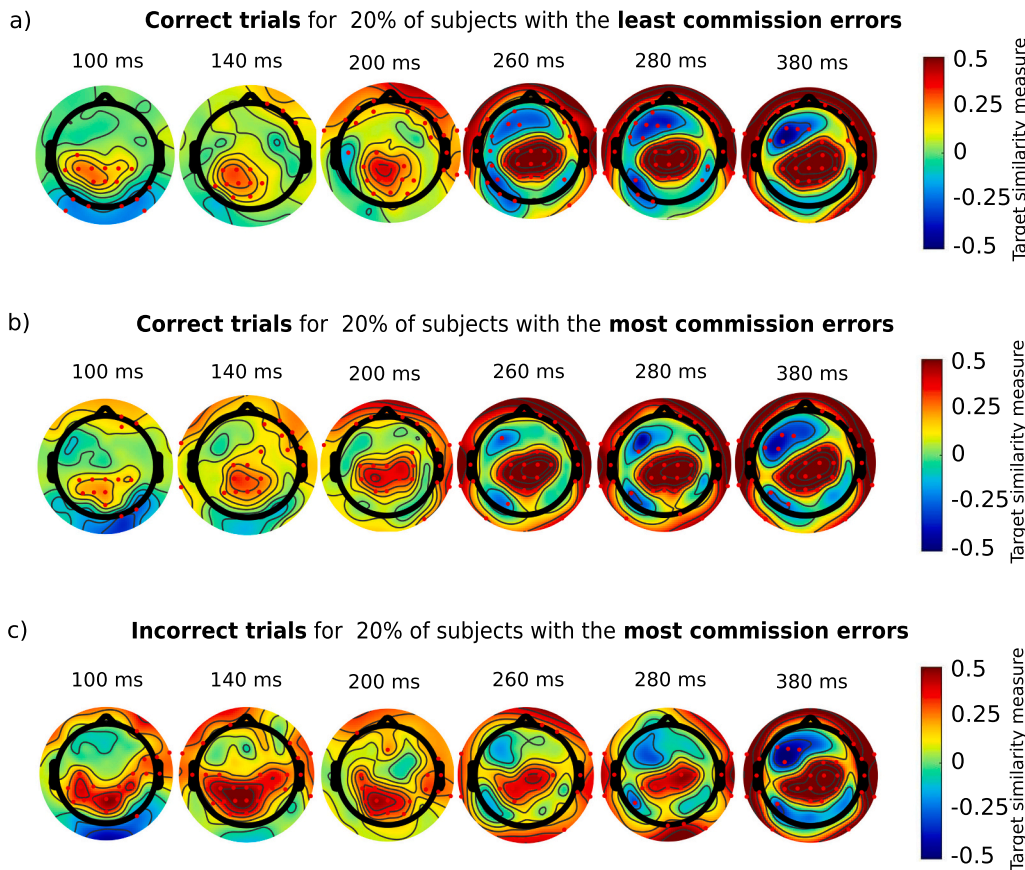 a) Correct trials for 20% of subjects with the least commission errors
100 ms 140 ms 200 ms 260 ms 280 ms 380 ms
0.5
0.25
0
-0.25
-0.5
Target similarity measure
b) Correct trials for 20% of subjects with the most commission errors
100 ms 140 ms 200 ms 260 ms 280 ms 380 ms
0.5
0.25
0
-0.25
-0.5
Target similarity measure
c) Incorrect trials for 20% of subjects with the most commission errors
100 ms 140 ms 200 ms 260 ms 280 ms 380 ms
0.5
0.25
0
-0.25
-0.5
Target similarity measure